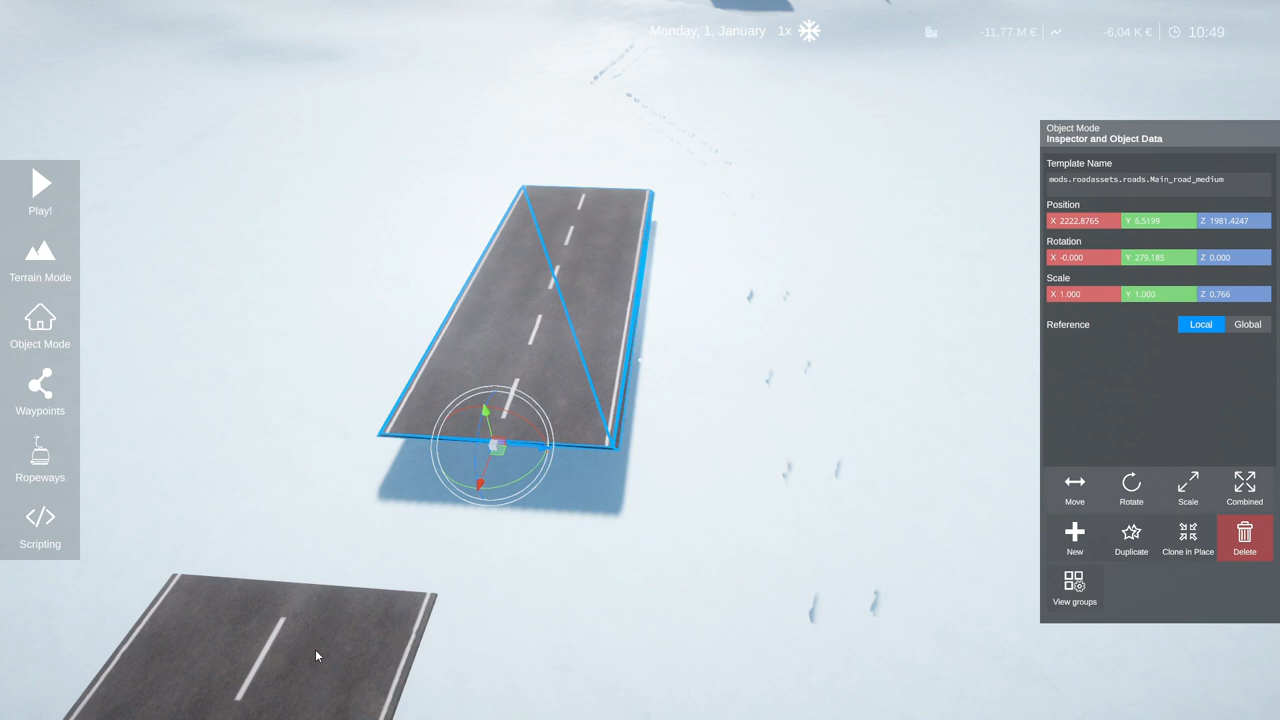 Monday, 1, January 1x -11,77 M € -6,04 K € 10:49
Play!
Terrain Mode
Object Mode
Waypoints
Ropeways
Scripting
Object Mode
Inspector and Object Data
Template Name
mods.roadassets.roads.Main_road_medium
Position
X 2222.8765 Y 6.5199 Z 1981.4247
Rotation
X -0.000 Y 279.185 Z 0.000
Scale
X 1.000 Y 1.000 Z 0.766
Reference Local Global
Move Rotate Scale Combined
New Duplicate Clone in Place Delete
View groups